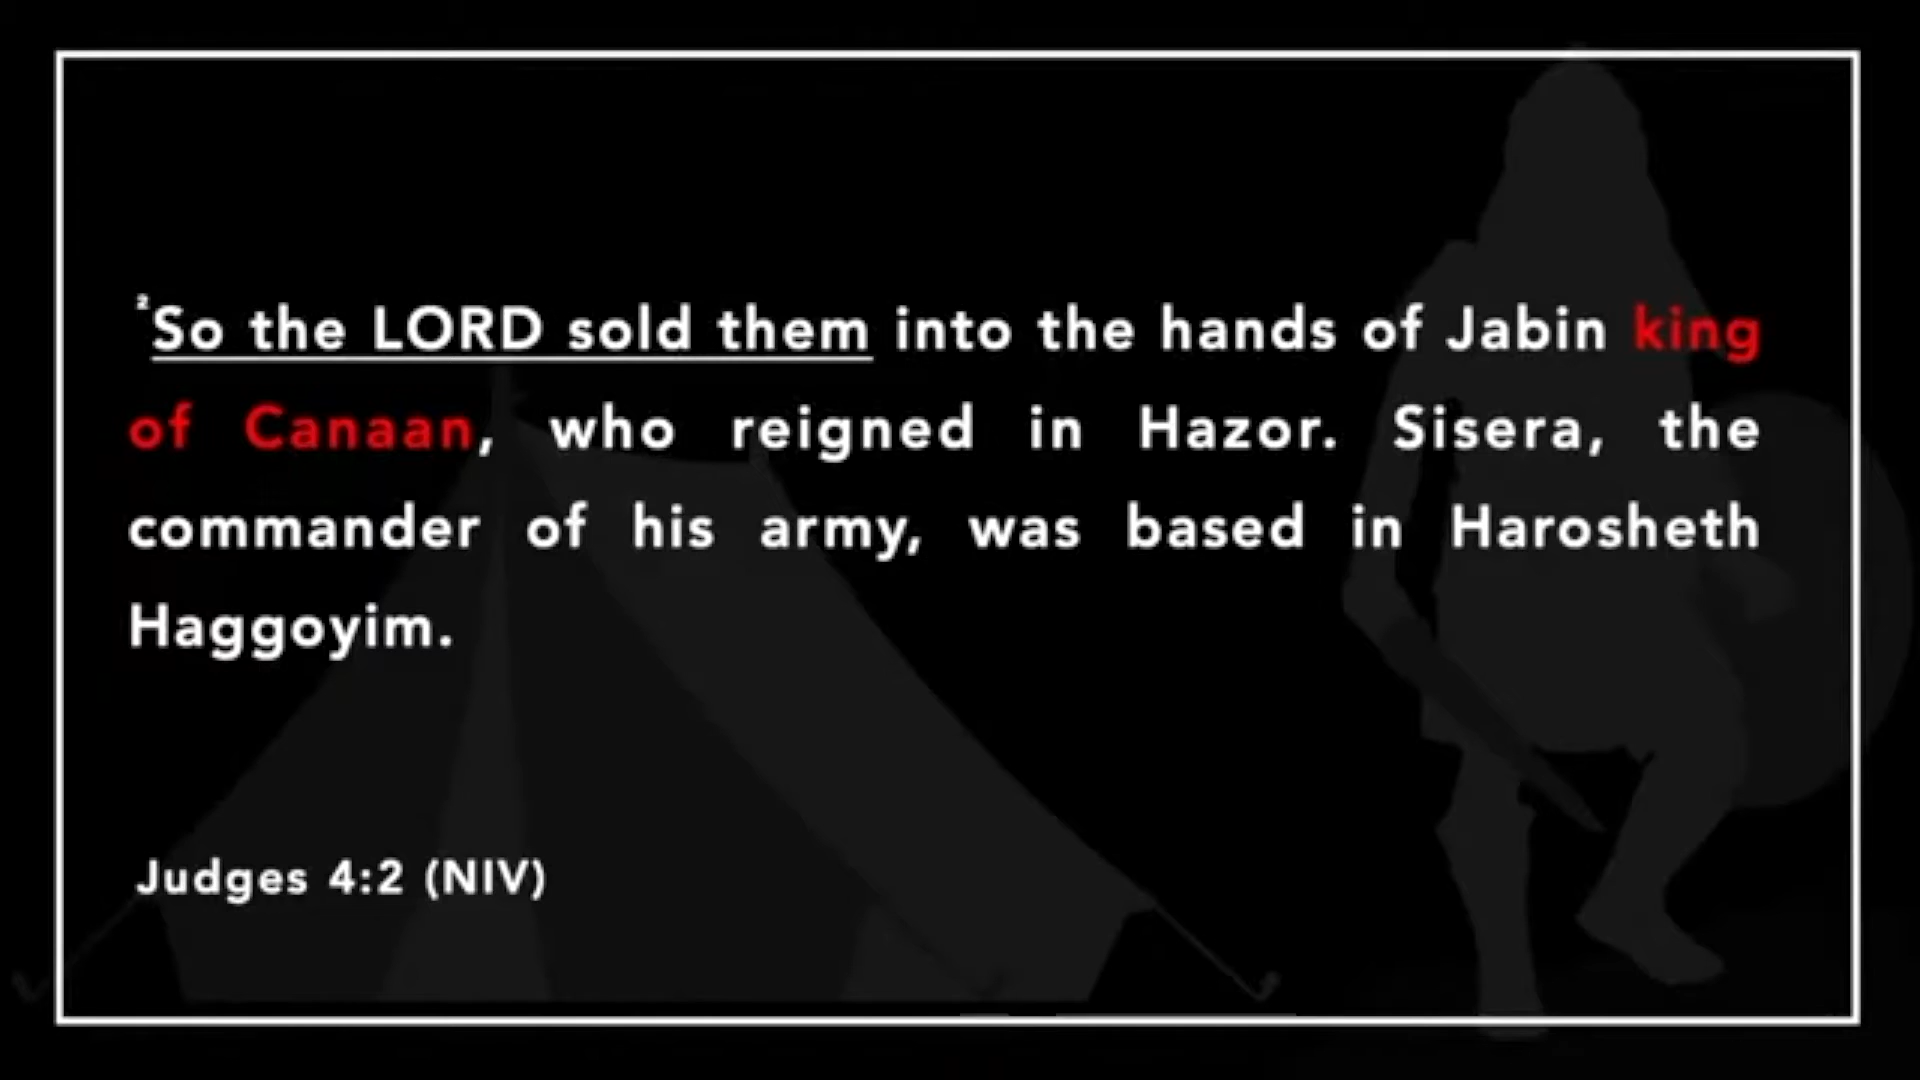 ²So the LORD sold them into the hands of Jabin king
of Canaan, who reigned in Hazor. Sisera, the
commander of his army, was based in Harosheth
Haggoyim.
Judges 4:2 (NIV)